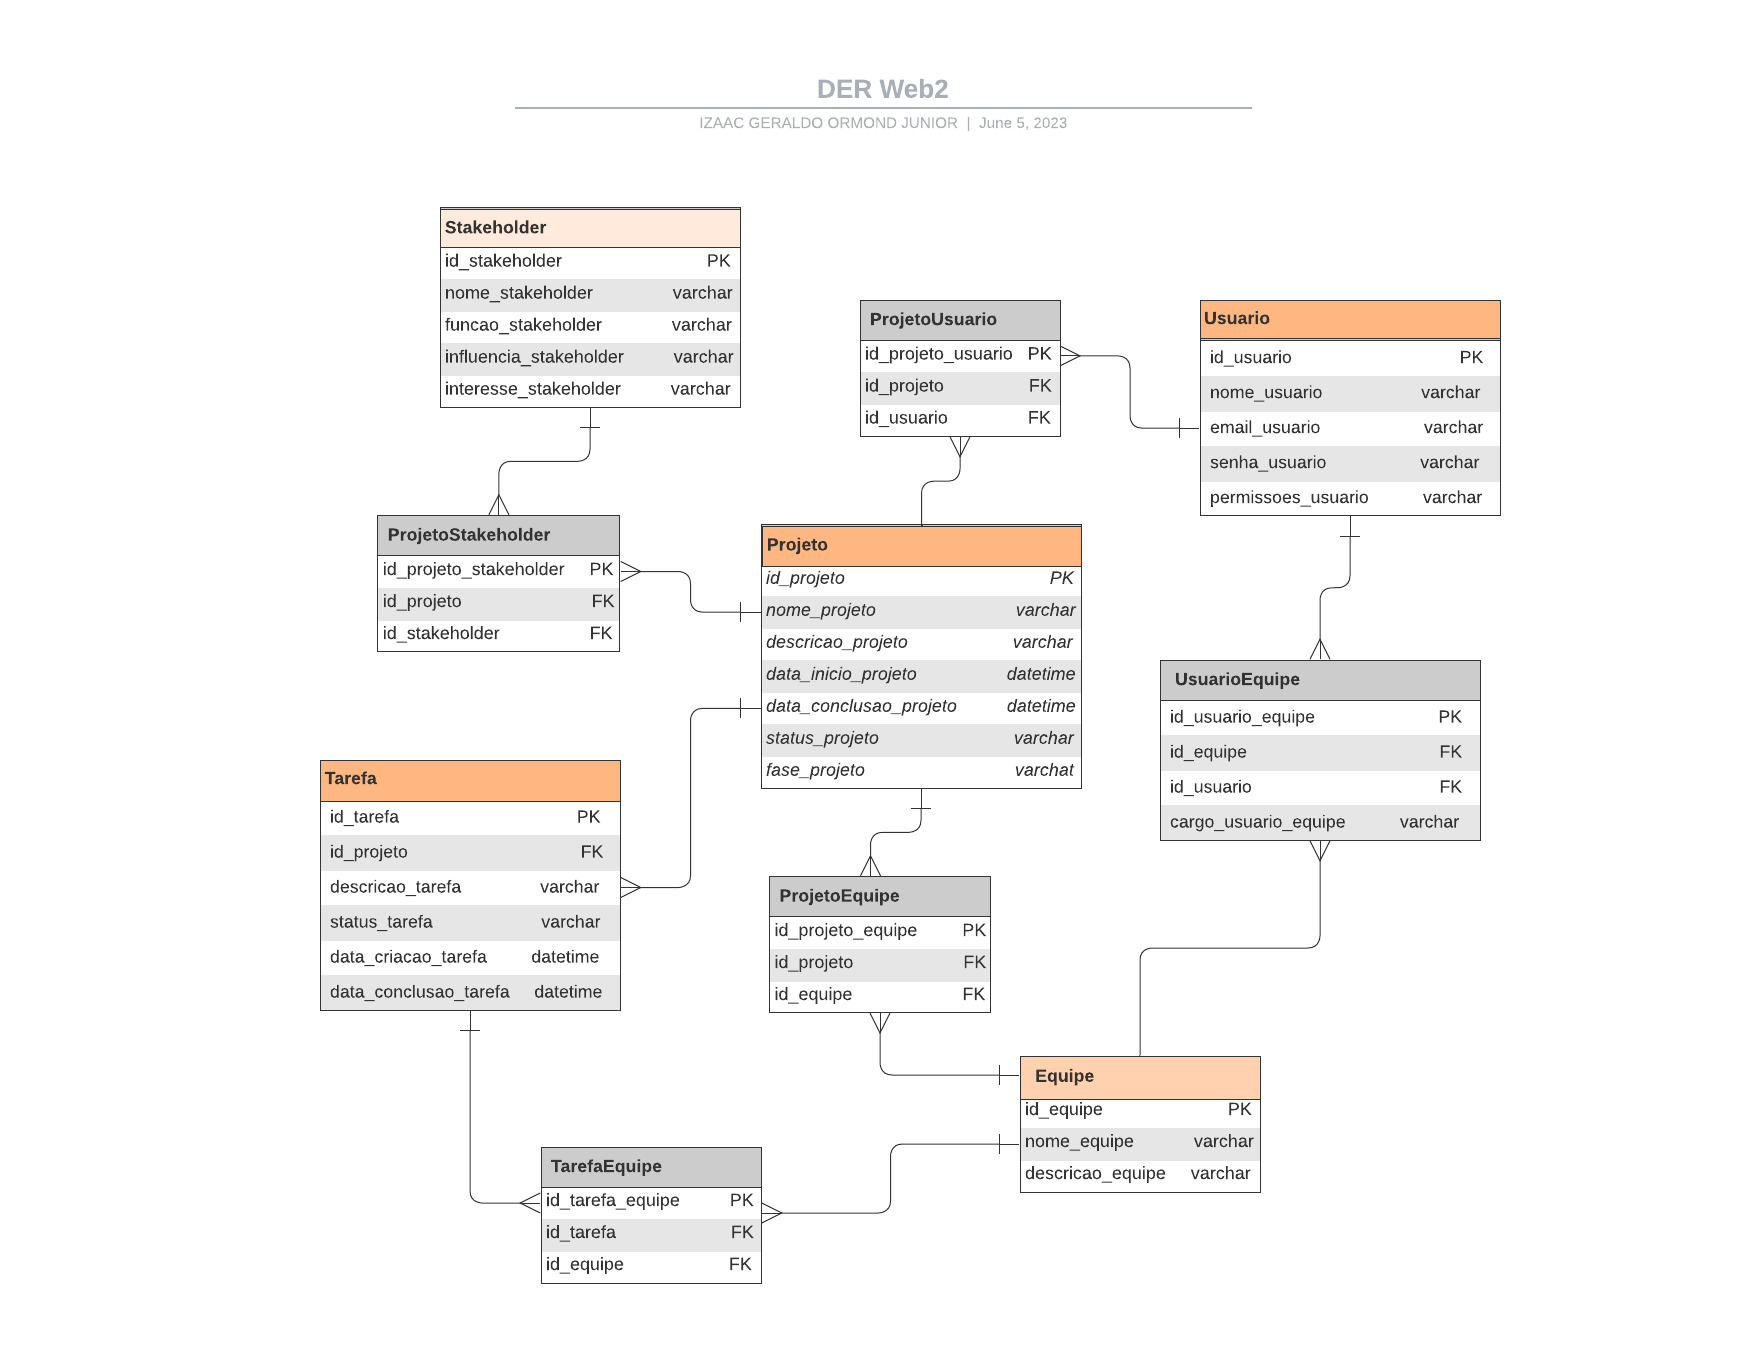 DER Web2
IZAAC GERALDO ORMOND JUNIOR | June 5, 2023
Stakeholder
id_stakeholder PK
nome_stakeholder varchar
funcao_stakeholder varchar
influencia_stakeholder varchar
interesse_stakeholder varchar
ProjetoUsuario
id_projeto_usuario PK
id_projeto FK
id_usuario FK
Usuario
id_usuario PK
nome_usuario varchar
email_usuario varchar
senha_usuario varchar
permissoes_usuario varchar
ProjetoStakeholder
id_projeto_stakeholder PK
id_projeto FK
id_stakeholder FK
Projeto
id_projeto PK
nome_projeto varchar
descricao_projeto varchar
data_inicio_projeto datetime
data_conclusao_projeto datetime
status_projeto varchar
fase_projeto varchat
UsuarioEquipe
id_usuario_equipe PK
id_equipe FK
id_usuario FK
cargo_usuario_equipe varchar
Tarefa
id_tarefa PK
id_projeto FK
descricao_tarefa varchar
status_tarefa varchar
data_criacao_tarefa datetime
data_conclusao_tarefa datetime
ProjetoEquipe
id_projeto_equipe PK
id_projeto FK
id_equipe FK
Equipe
id_equipe PK
nome_equipe varchar
descricao_equipe varchar
TarefaEquipe
id_tarefa_equipe PK
id_tarefa FK
id_equipe FK